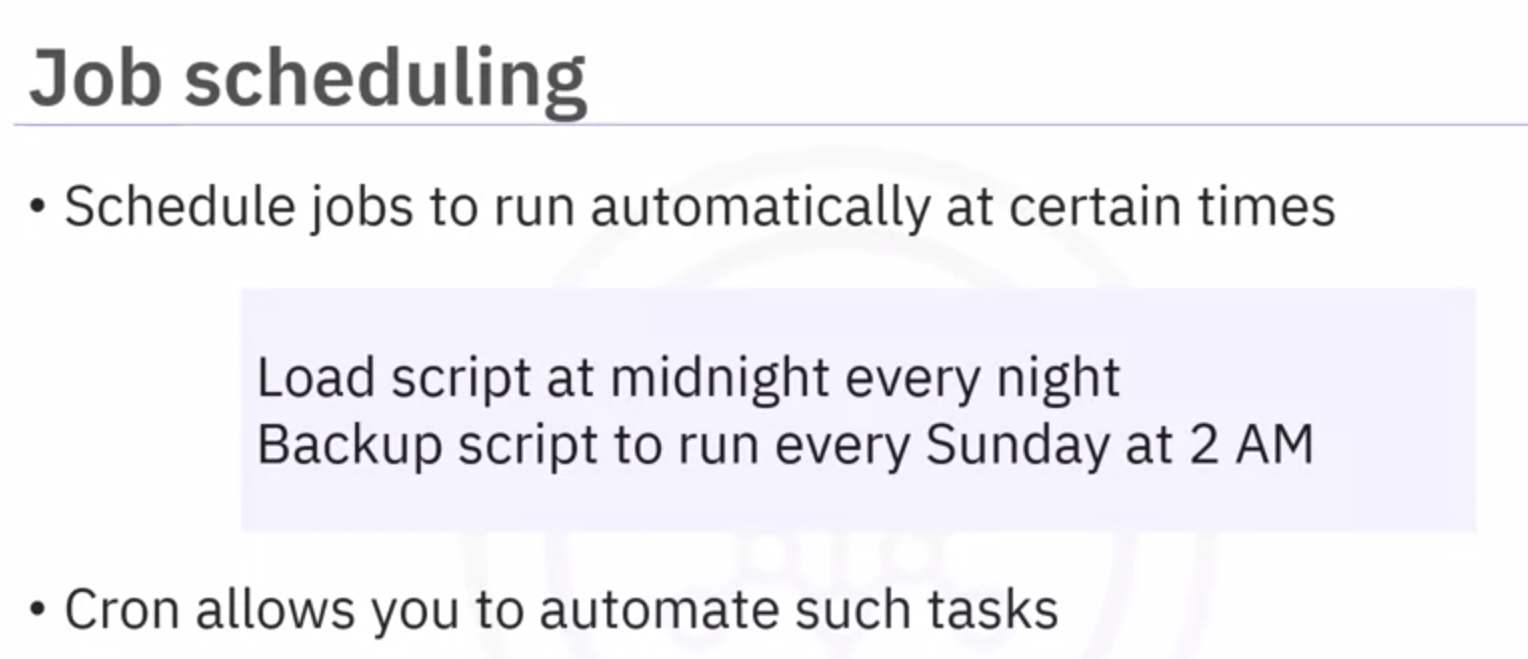 Job scheduling
• Schedule jobs to run automatically at certain times
Load script at midnight every night
Backup script to run every Sunday at 2 AM
• Cron allows you to automate such tasks